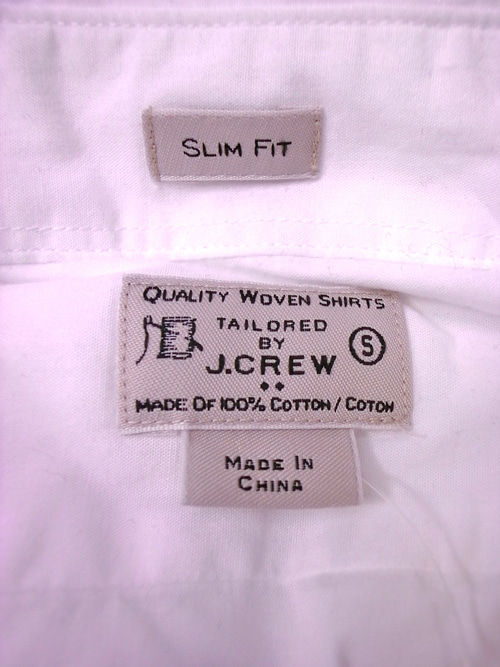 SLIM FIT
QUALITY WOVEN SHIRTS
TAILORED
BY
J.CREW
S
MADE OF 100% COTTON / COTON
MADE IN
CHINA